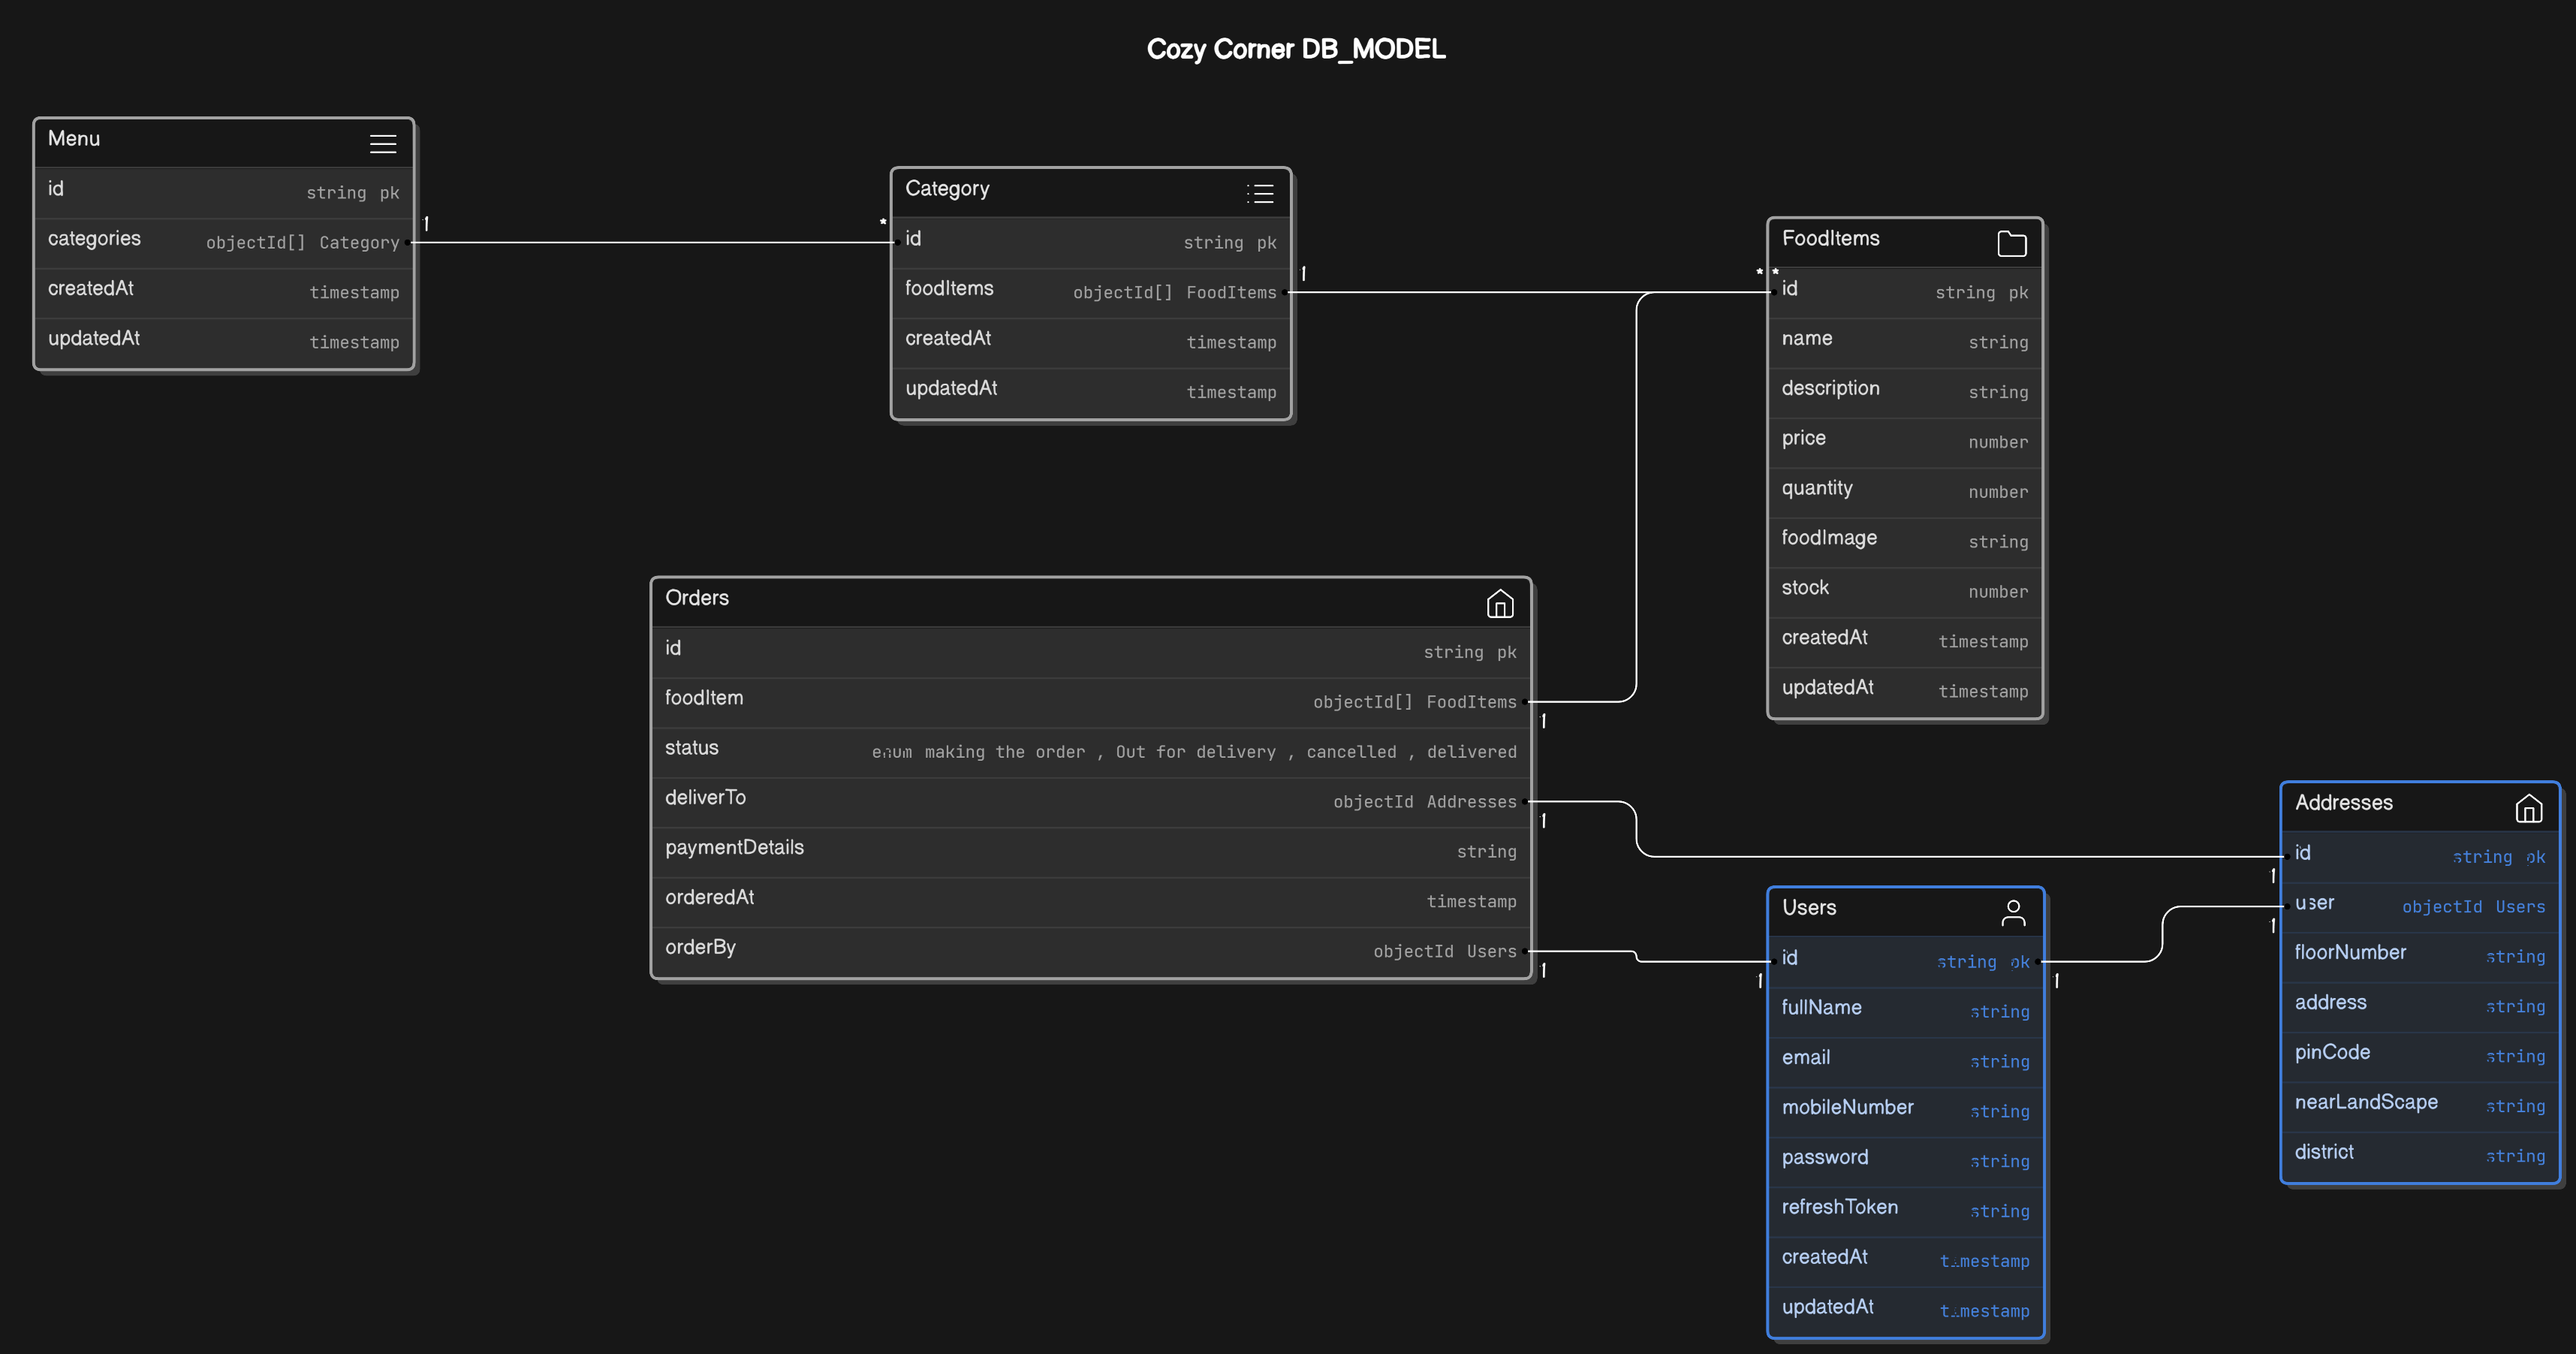 Cozy Corner DB_MODEL
Menu
id string pk
categories objectId[] Category
createdAt timestamp
updatedAt timestamp
1
*
Category
id string pk
foodItems objectId[] FoodItems
createdAt timestamp
updatedAt timestamp
1
* *
FoodItems
id string pk
name string
description string
price number
quantity number
foodImage string
stock number
createdAt timestamp
updatedAt timestamp
Orders
id string pk
foodItem objectId[] FoodItems
1
status enum making the order , Out for delivery , cancelled , delivered
deliverTo objectId Addresses
1
paymentDetails string
orderedAt timestamp
orderBy objectId Users
1
Addresses
id string pk
1
user objectId Users
1
floorNumber string
address string
pinCode string
nearLandScape string
district string
Users
id string pk
1
1
fullName string
email string
mobileNumber string
password string
refreshToken string
createdAt timestamp
updatedAt timestamp